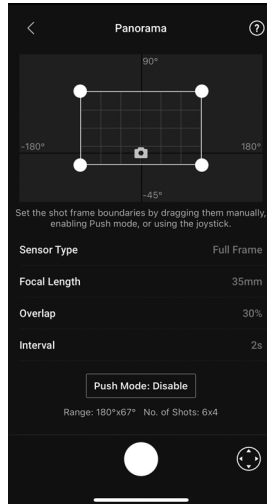 Panorama
?
90°
-180°
180°
-45°
Set the shot frame boundaries by dragging them manually,
enabling Push mode, or using the joystick.
Sensor Type Full Frame
Focal Length 35mm
Overlap 30%
Interval 2s
Push Mode: Disable
Range: 180°x67° No. of Shots: 6x4